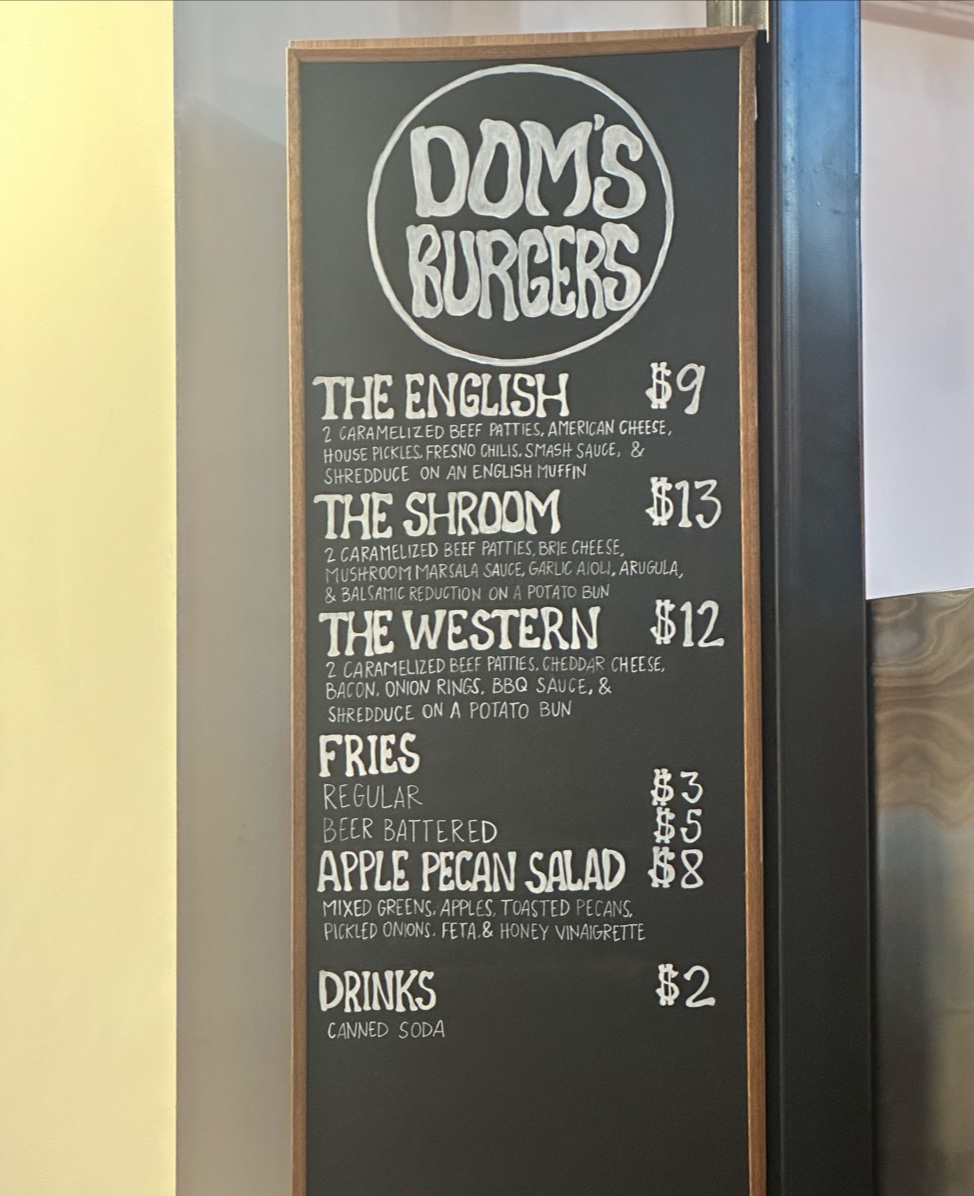 DOM'S
BURGERS
THE ENGLISH $9
2 CARAMELIZED BEEF PATTIES, AMERICAN CHEESE,
HOUSE PICKLES, FRESNO CHILIS, SMASH SAUCE, &
SHREDDUCE ON AN ENGLISH MUFFIN
THE SHROOM $13
2 CARAMELIZED BEEF PATTIES, BRIE CHEESE,
MUSHROOM MARSALA SAUCE, GARLIC AIOLI, ARUGULA,
& BALSAMIC REDUCTION ON A POTATO BUN
THE WESTERN $12
2 CARAMELIZED BEEF PATTIES, CHEDDAR CHEESE,
BACON, ONION RINGS, BBQ SAUCE, &
SHREDDUCE ON A POTATO BUN
FRIES
REGULAR $3
BEER BATTERED $5
APPLE PECAN SALAD $8
MIXED GREENS, APPLES, TOASTED PECANS,
PICKLED ONIONS, FETA, & HONEY VINAIGRETTE
DRINKS $2
CANNED SODA